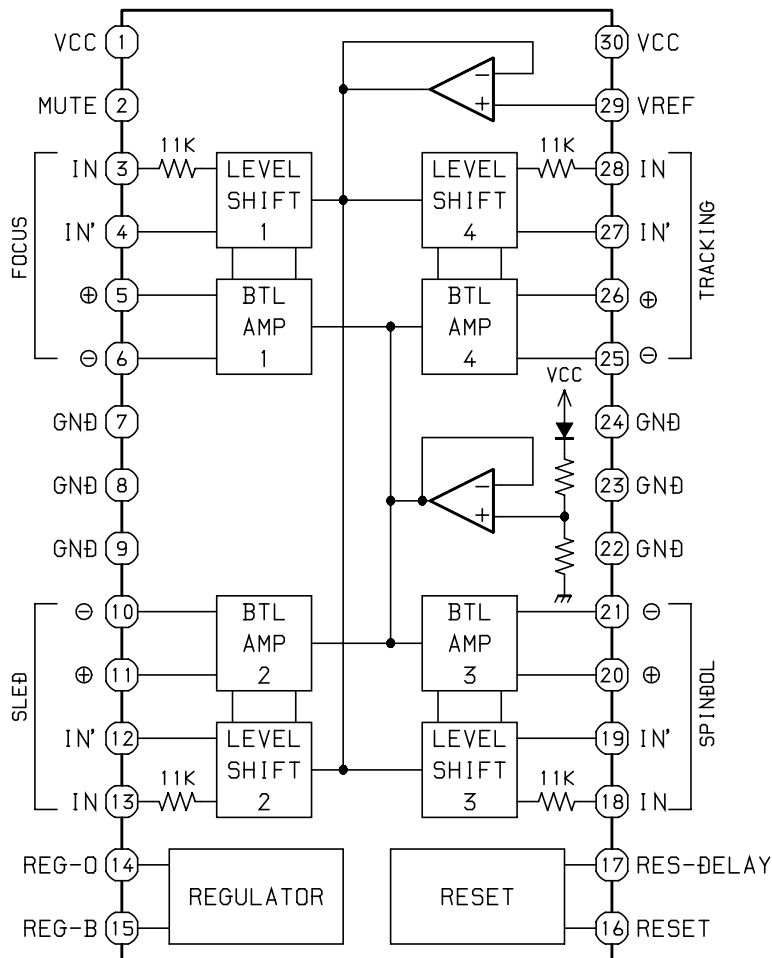 VCC 1 30 VCC
MUTE 2 29 VREF
- +
11K 11K
IN 3 28 IN
IN' 4 27 IN'
LEVEL SHIFT 1
LEVEL SHIFT 4
FOCUS
TRACKING
⊕ 5 26 ⊕
⊖ 6 25 ⊖
BTL AMP 1
BTL AMP 4
VCC
GND 7 24 GND
GND 8 23 GND
- +
GND 9 22 GND
⊖ 10 21 ⊖
⊕ 11 20 ⊕
BTL AMP 2
BTL AMP 3
SLED
SPINDOL
IN' 12 19 IN'
11K 11K
IN 13 18 IN
LEVEL SHIFT 2
LEVEL SHIFT 3
REG-O 14 17 RES-DELAY
REGULATOR RESET
REG-B 15 16 RESET